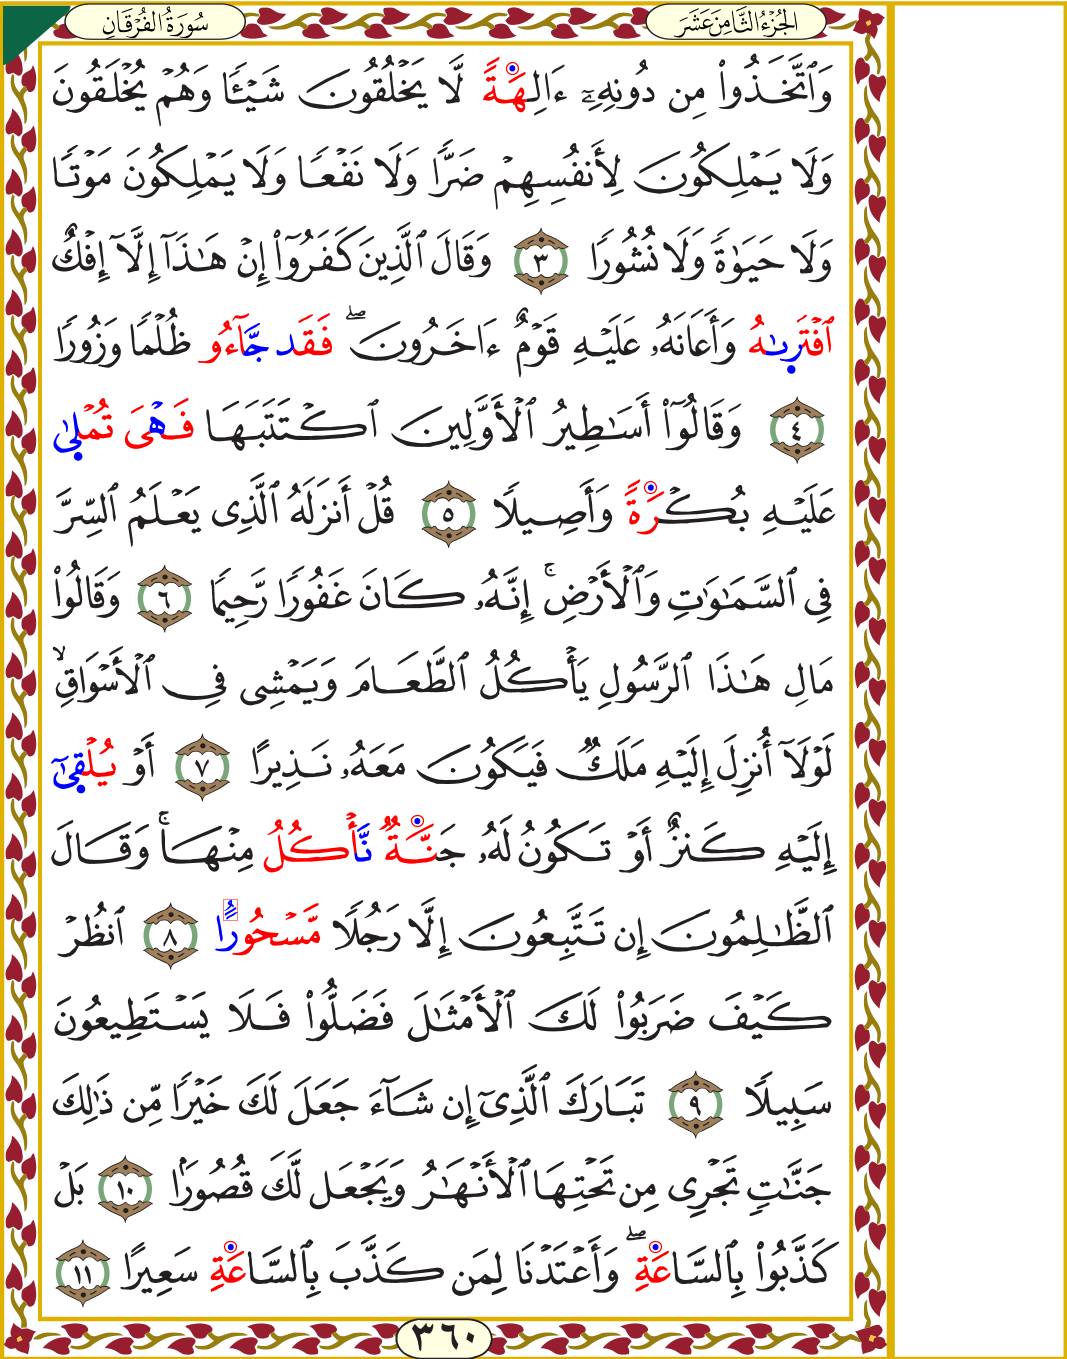 الجُزْءُ الثَّامِنَ عَشَرَ
سُورَةُ الفُرْقَانِ
وَٱتَّخَذُوا۟ مِن دُونِهِۦٓ ءَالِهَةً لَّا يَخْلُقُونَ شَيْـًٔا وَهُمْ يُخْلَقُونَ
وَلَا يَمْلِكُونَ لِأَنفُسِهِمْ ضَرًّا وَلَا نَفْعًا وَلَا يَمْلِكُونَ مَوْتًا
وَلَا حَيَوٰةً وَلَا نُشُورًا ٣ وَقَالَ ٱلَّذِينَ كَفَرُوٓا۟ إِنْ هَـٰذَآ إِلَّآ إِفْكٌ
ٱفْتَرِىٰهُ وَأَعَانَهُۥ عَلَيْهِ قَوْمٌ ءَاخَرُونَ ۖ فَقَد جَّآءُو ظُلْمًا وَزُورًا
٤ وَقَالُوٓا۟ أَسَـٰطِيرُ ٱلْأَوَّلِينَ ٱكْتَتَبَهَا فَهْىَ تُمْلِىٰ
عَلَيْهِ بُكْرَةً وَأَصِيلًا ٥ قُلْ أَنزَلَهُ ٱلَّذِى يَعْلَمُ ٱلسِّرَّ
فِى ٱلسَّمَـٰوَٰتِ وَٱلْأَرْضِ ۚ إِنَّهُۥ كَانَ غَفُورًا رَّحِيمًا ٦ وَقَالُوا۟
مَالِ هَـٰذَا ٱلرَّسُولِ يَأْكُلُ ٱلطَّعَامَ وَيَمْشِى فِى ٱلْأَسْوَاقِ ۙ
لَوْلَآ أُنزِلَ إِلَيْهِ مَلَكٌ فَيَكُونَ مَعَهُۥ نَذِيرًا ٧ أَوْ يُلْقِىٰٓ
إِلَيْهِ كَنزٌ أَوْ تَكُونُ لَهُۥ جَنَّةٌ نَّأْكُلُ مِنْهَا ۚ وَقَالَ
ٱلظَّـٰلِمُونَ إِن تَتَّبِعُونَ إِلَّا رَجُلًا مَّسْحُورًا ٨ ٱنظُرْ
كَيْفَ ضَرَبُوا۟ لَكَ ٱلْأَمْثَـٰلَ فَضَلُّوا۟ فَلَا يَسْتَطِيعُونَ
سَبِيلًا ٩ تَبَارَكَ ٱلَّذِىٓ إِن شَآءَ جَعَلَ لَكَ خَيْرًا مِّن ذَٰلِكَ
جَنَّـٰتٍ تَجْرِى مِن تَحْتِهَا ٱلْأَنْهَـٰرُ وَيَجْعَل لَّكَ قُصُورًۢا ١٠ بَلْ
كَذَّبُوا۟ بِٱلسَّاعَةِ ۖ وَأَعْتَدْنَا لِمَن كَذَّبَ بِٱلسَّاعَةِ سَعِيرًا ١١
٣٦٠